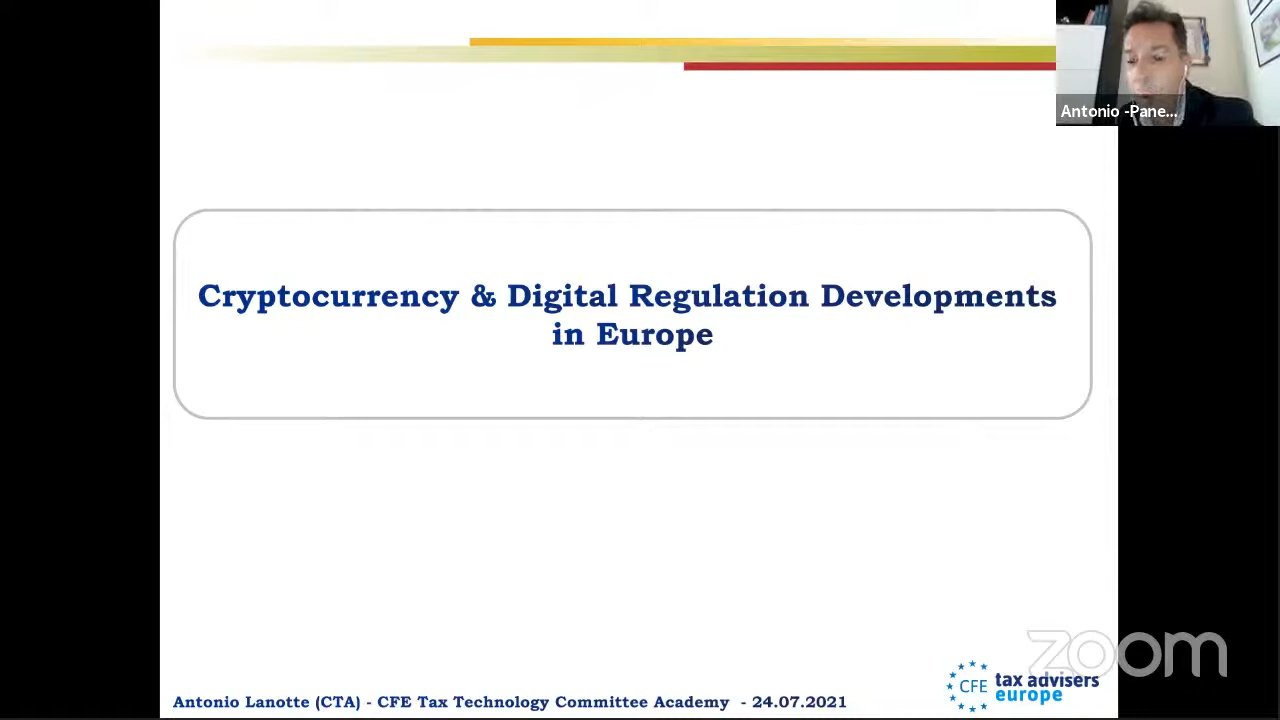 Antonio -Pane...
Cryptocurrency & Digital Regulation Developments
in Europe
zoom
Antonio Lanotte (CTA) - CFE Tax Technology Committee Academy - 24.07.2021
CFE
tax advisers
europe